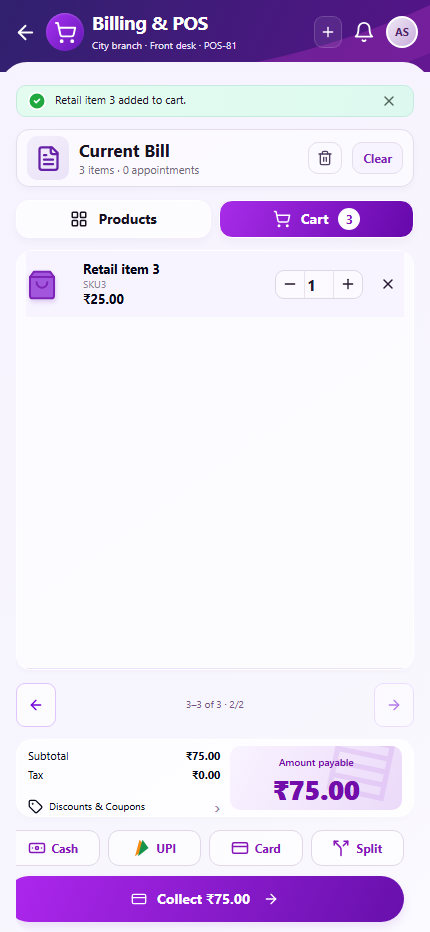 Billing & POS
City branch · Front desk · POS-81
AS
Retail item 3 added to cart.
Current Bill
3 items · 0 appointments
Clear
Products
Cart 3
Retail item 3
SKU3
₹25.00
1
3–3 of 3 · 2/2
Subtotal ₹75.00
Tax ₹0.00
Discounts & Coupons
Amount payable
₹75.00
Cash
UPI
Card
Split
Collect ₹75.00